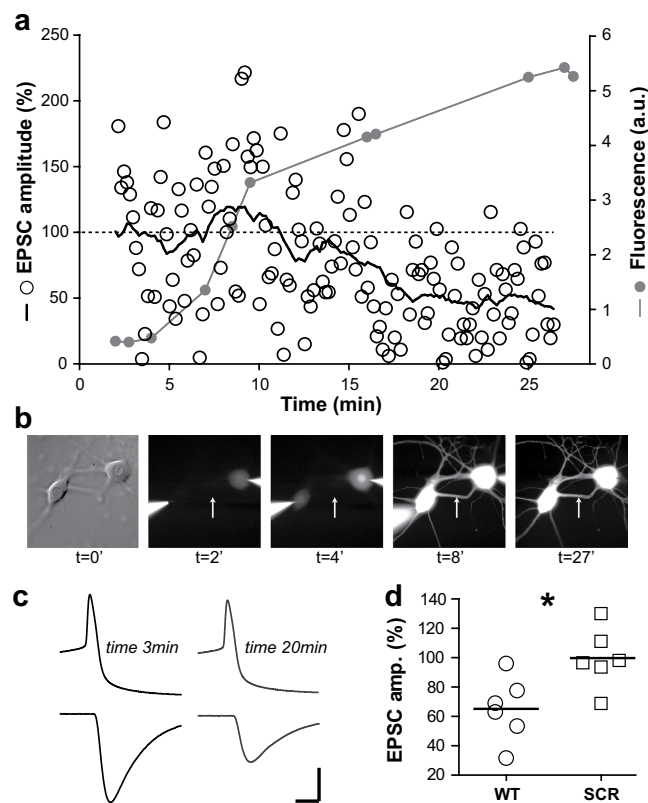 a
EPSC amplitude (%)
250
200
150
100
50
0
0
5
10
15
20
25
Time (min)
6
5
4
3
2
1
0
Fluorescence (a.u.)
b
t=0'
t=2'
t=4'
t=8'
t=27'
c
time 3min
time 20min
d
EPSC amp. (%)
140
120
100
80
60
40
20
*
WT
SCR